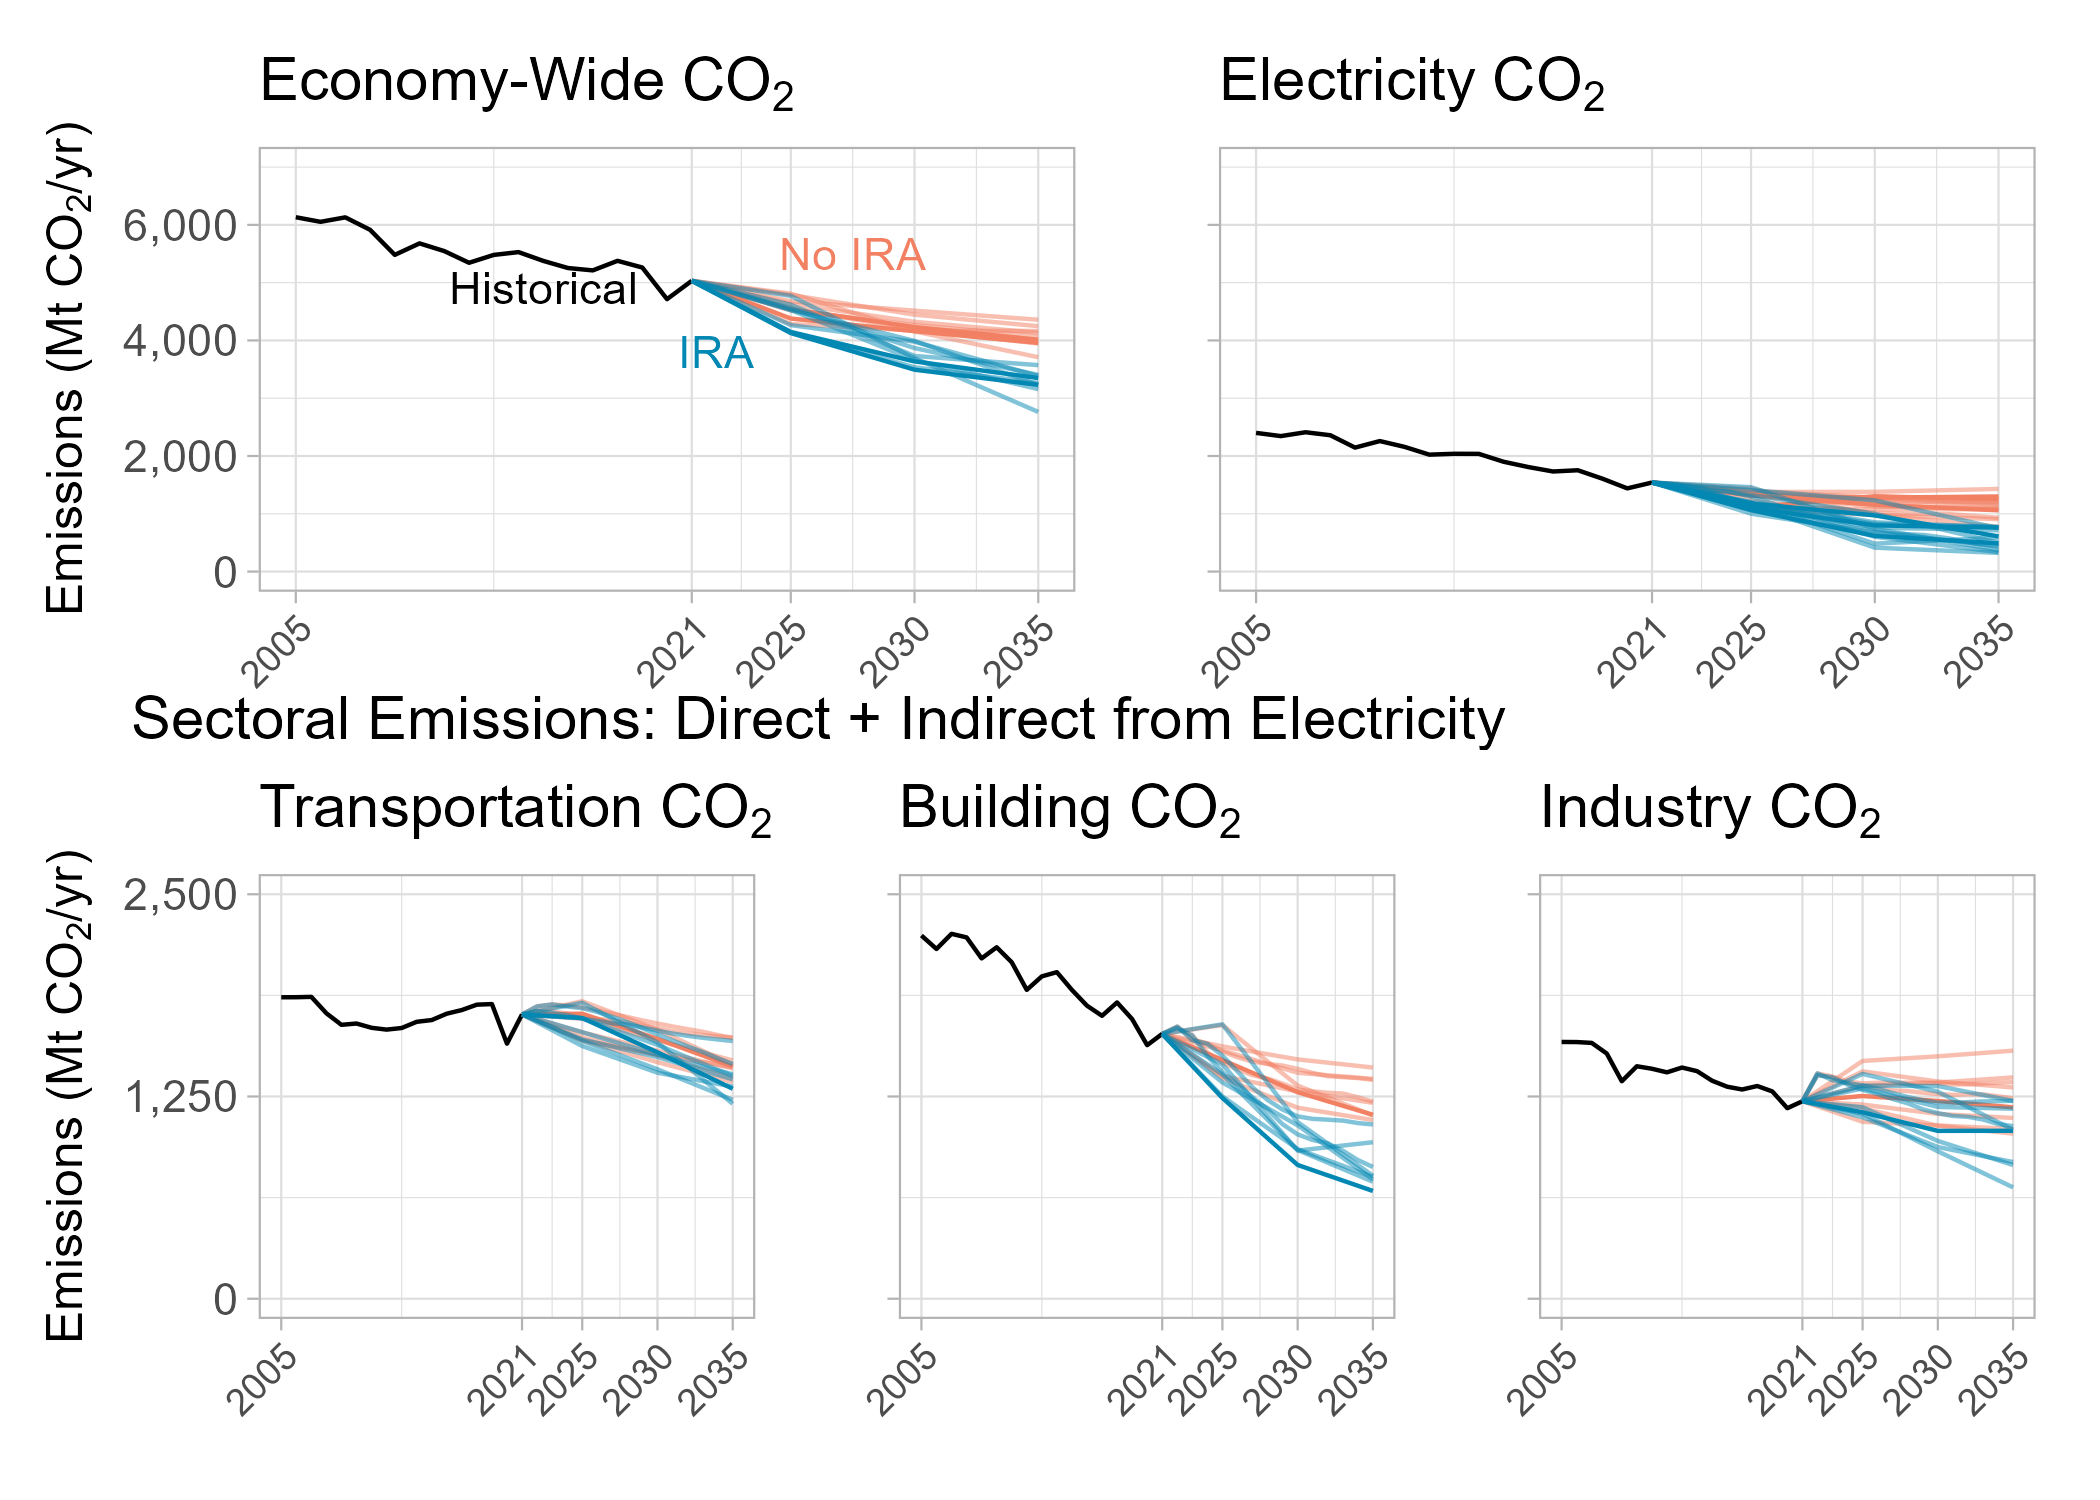 Economy-Wide CO₂
Electricity CO₂
Emissions (Mt CO₂/yr)
6,000
4,000
2,000
0
Historical
No IRA
IRA
2005
2021
2025
2030
2035
2005
2021
2025
2030
2035
Sectoral Emissions: Direct + Indirect from Electricity
Transportation CO₂
Building CO₂
Industry CO₂
Emissions (Mt CO₂/yr)
2,500
1,250
0
2005
2021
2025
2030
2035
2005
2021
2025
2030
2035
2005
2021
2025
2030
2035